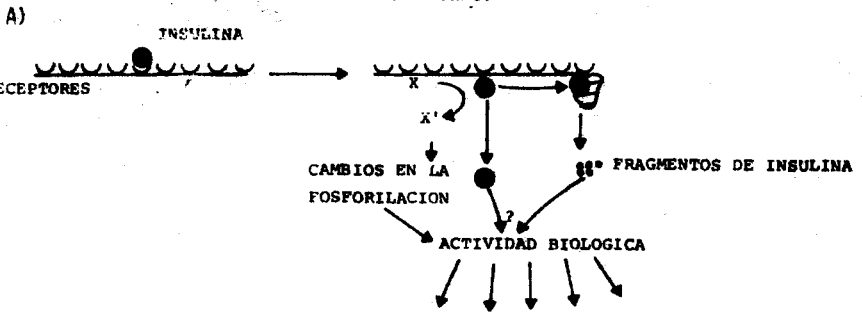 A)
INSULINA
ECEPTORES
X
X'
CAMBIOS EN LA
FOSFORILACION
FRAGMENTOS DE INSULINA
?
ACTIVIDAD BIOLOGICA